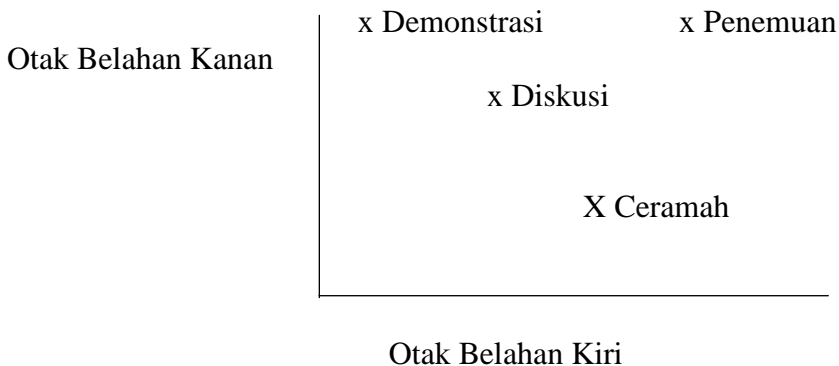 x Demonstrasi x Penemuan
Otak Belahan Kanan
x Diskusi
X Ceramah
Otak Belahan Kiri